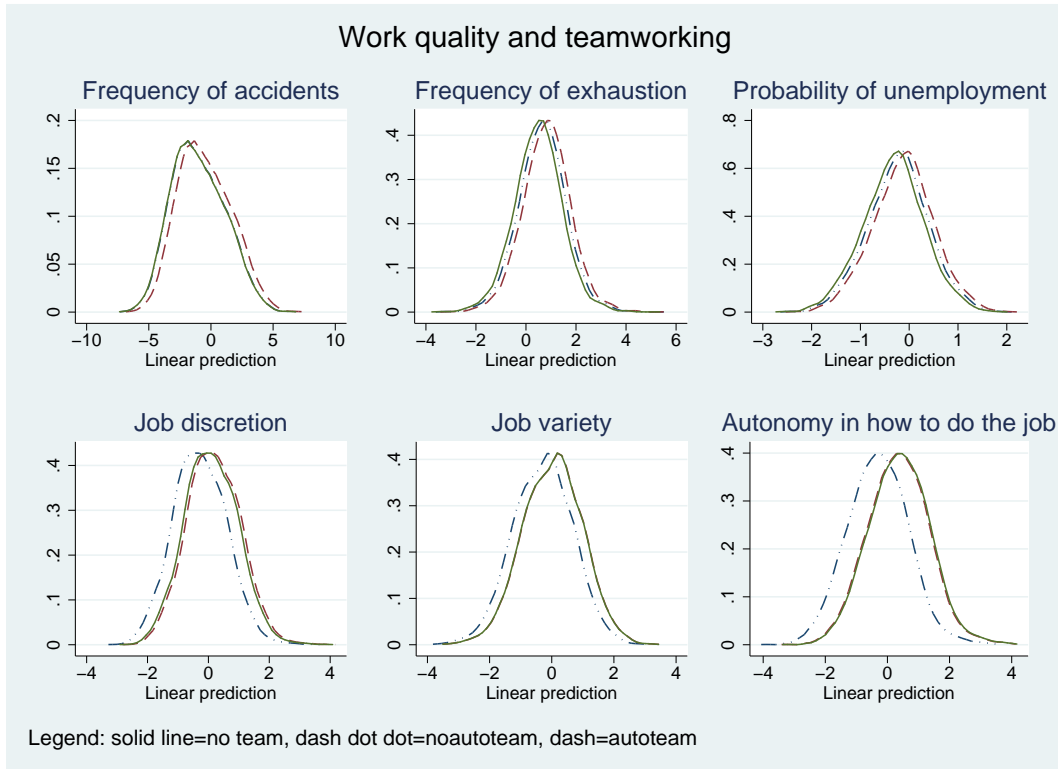 Work quality and teamworking
Frequency of accidents
Frequency of exhaustion
Probability of unemployment
.2
.15
.1
.05
0
−10 −5 0 5 10
Linear prediction
.4
.3
.2
.1
0
−4 −2 0 2 4 6
Linear prediction
.8
.6
.4
.2
0
−3 −2 −1 0 1 2
Linear prediction
Job discretion
Job variety
Autonomy in how to do the job
.4
.3
.2
.1
0
−4 −2 0 2 4
Linear prediction
.4
.3
.2
.1
0
−4 −2 0 2 4
Linear prediction
.4
.3
.2
.1
0
−4 −2 0 2 4
Linear prediction
Legend: solid line=no team, dash dot dot=noautoteam, dash=autoteam